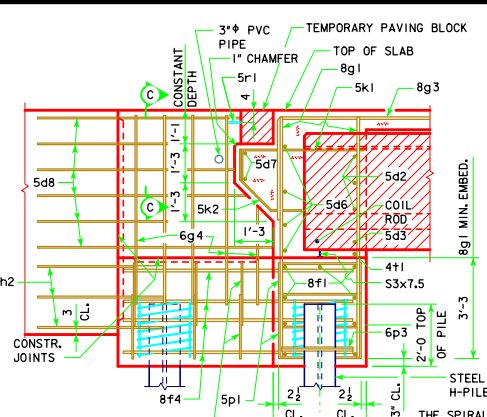 3"ϕ PVC
PIPE
1" CHAMFER
5r1
TEMPORARY PAVING BLOCK
TOP OF SLAB
8g1
5k1
8g3
C
CONSTANT
DEPTH
4
1'-1
1'-3
1'-3
5d7
5d2
5d8
5d6
C
5k2
COIL
ROD
1'-3
6g4
5d3
8g1 MIN. EMBED.
4t1
h2
8f1
S3x7.5
3'-3
3
CL.
2'-0 TOP
OF PILE
6p3
CONSTR.
JOINTS
8f4
5p1
2½
CL.
2½
CL.
3" CL.
STEEL
H-PILE
THE SPIRAL